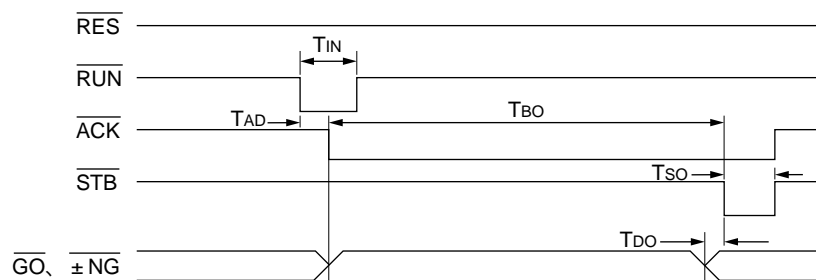 RES
TIN
RUN
TAD
TBO
ACK
TSO
STB
TDO
GO、 ±NG